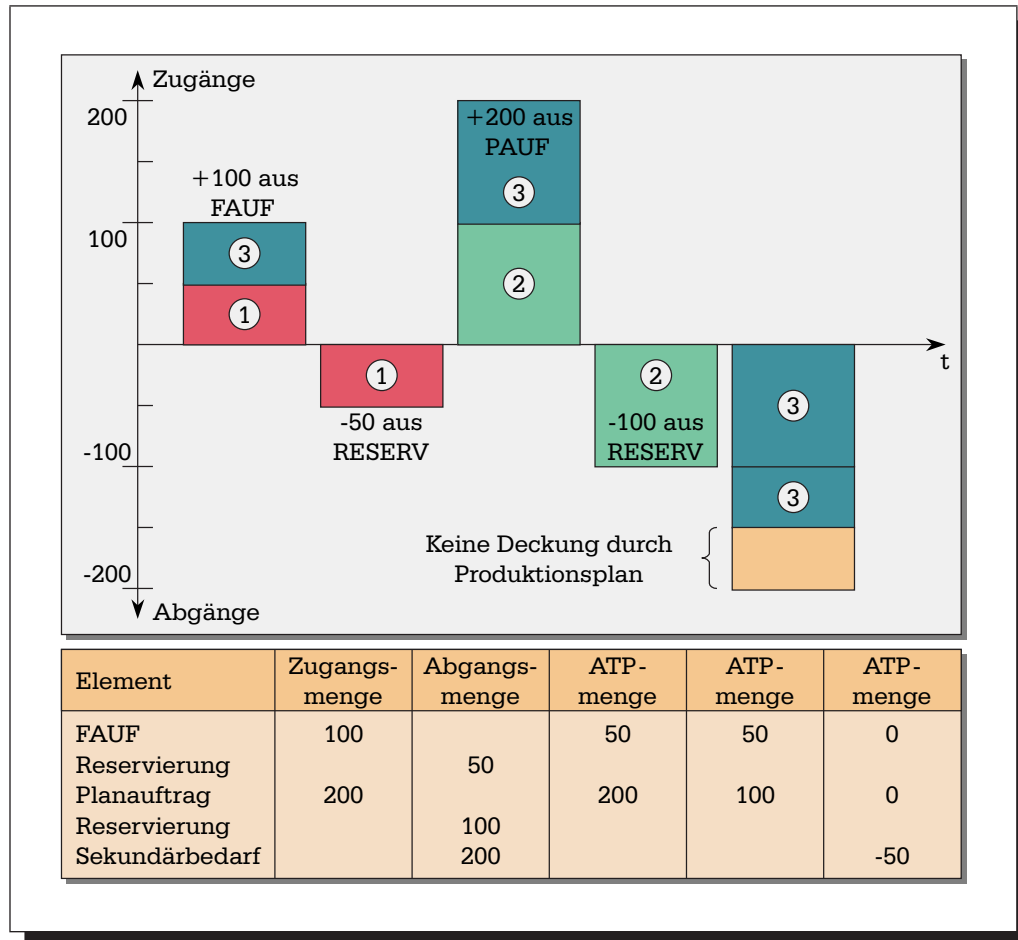 Zugänge
200
+200 aus
PAUF
3
+100 aus
FAUF
100
3
2
1
t
1
2
3
-50 aus
RESERV
-100 aus
RESERV
-100
3
Keine Deckung durch
Produktionsplan
-200
Abgänge
Element Zugangs- Abgangs- ATP- ATP- ATP-
menge menge menge menge menge
FAUF 100 50 50 0
Reservierung 50
Planauftrag 200 200 100 0
Reservierung 100
Sekundärbedarf 200 -50